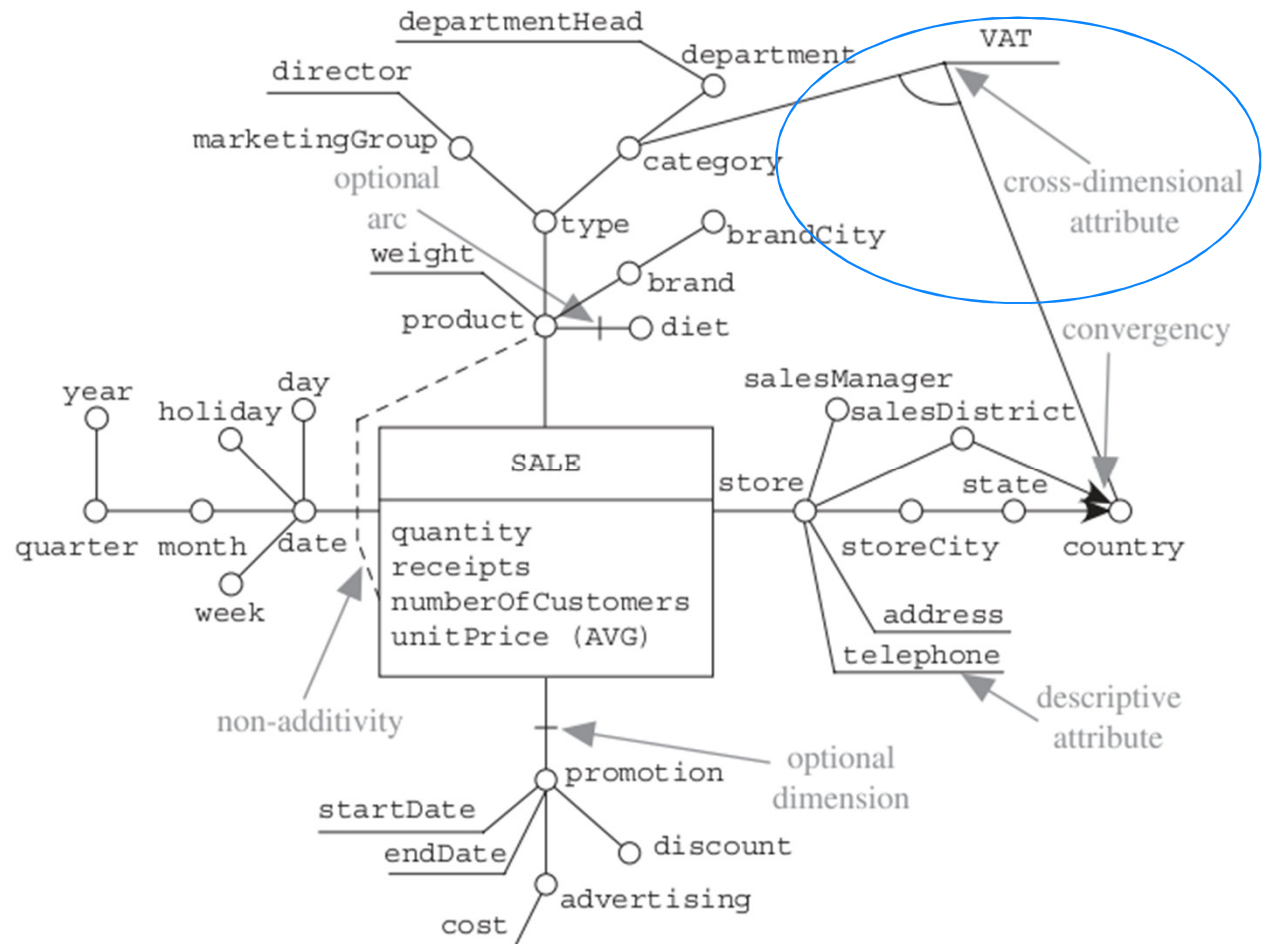 departmentHead
VAT
department
director
marketingGroup
category
optional
arc
cross-dimensional
attribute
type
brandCity
weight
brand
product
diet
convergency
salesManager
year
day
holiday
salesDistrict
SALE
store
state
quarter
month
date
quantity
storeCity
country
receipts
week
numberOfCustomers
address
unitPrice (AVG)
telephone
non-additivity
descriptive
attribute
optional
dimension
promotion
startDate
endDate
discount
advertising
cost